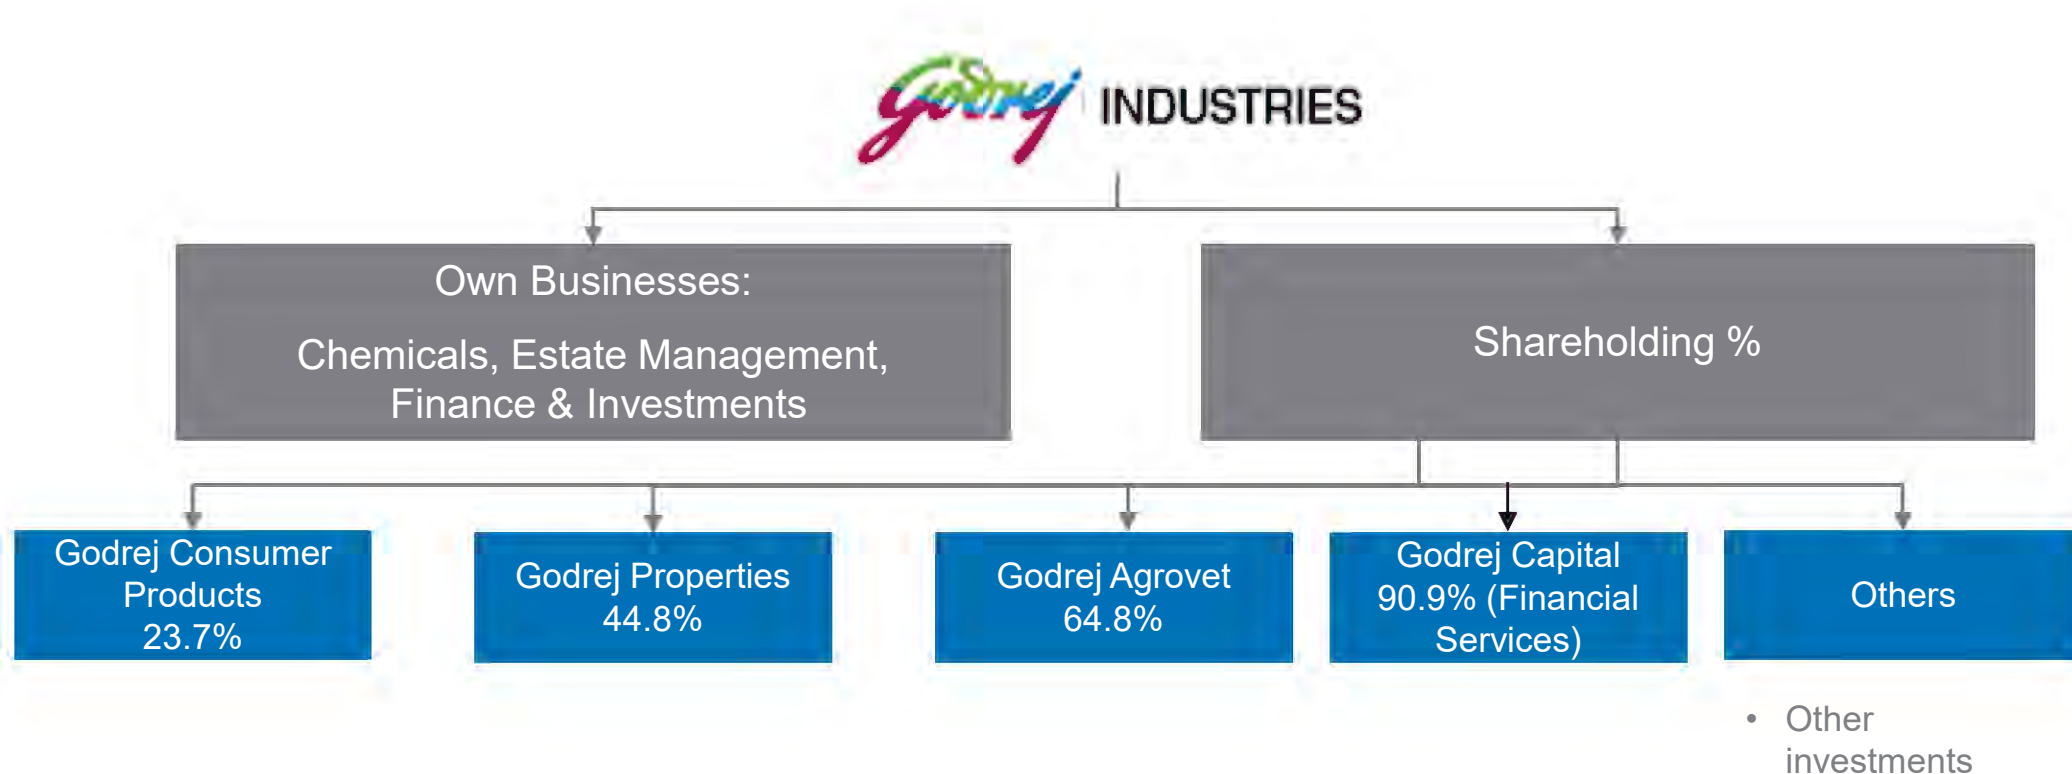 Godrej INDUSTRIES
Own Businesses:
Chemicals, Estate Management,
Finance & Investments
Shareholding %
Godrej Consumer
Products
23.7%
Godrej Properties
44.8%
Godrej Agrovet
64.8%
Godrej Capital
90.9% (Financial
Services)
Others
• Other
investments